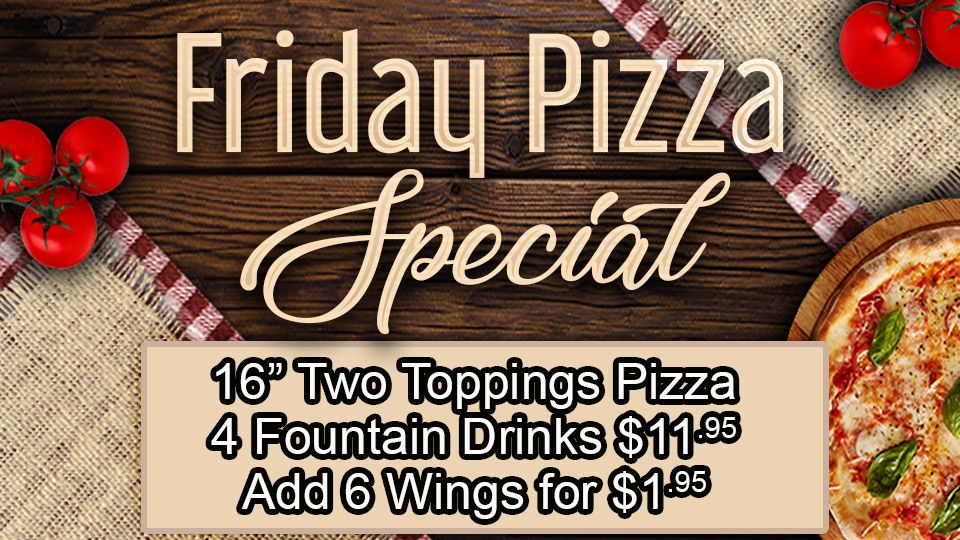 Friday Pizza
Special
16” Two Toppings Pizza
4 Fountain Drinks $11.95
Add 6 Wings for $1.95